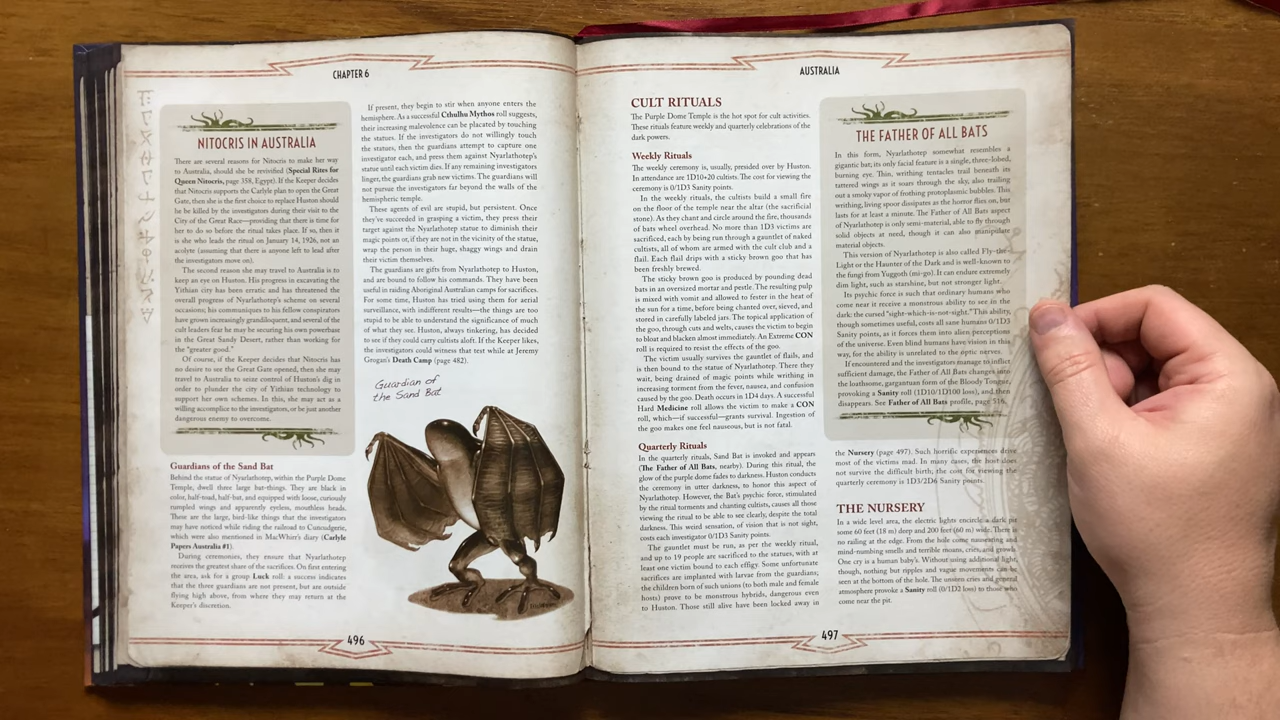 CHAPTER 6
NITOCRIS IN AUSTRALIA
There are several reasons for Nitocris to make her way
to Australia, should she be revivified (Special Rites for
Queen Nitocris, page 358, Egypt). If the Keeper decides
that Nitocris supports the Carlyle plan to open the Great
Gate, then she is the first choice to replace Huston should
he be killed by the investigators during their visit to the
City of the Great Race—providing that there is time for
her to do so before the ritual takes place. If so, then it
is she who leads the ritual on January 14, 1926, not an
acolyte (assuming that there is anyone left to lead after
the investigators move on).
The second reason she may travel to Australia is to
keep an eye on Huston. His progress in excavating the
Yithian city has been erratic and has threatened the
overall progress of Nyarlathotep's scheme on several
occasions; his communiques to his fellow conspirators
have grown increasingly grandiloquent, and several of the
cult leaders fear he may be securing his own powerbase
in the Great Sandy Desert, rather than working for
the "greater good."
Of course, if the Keeper decides that Nitocris has
no desire to see the Great Gate opened, then she may
travel to Australia to seize control of Huston's dig in
order to plunder the city of Yithian technology to
support her own schemes. In this, she may act as a
willing accomplice to the investigators, or be just another
dangerous enemy to overcome.
Guardians of the Sand Bat
Behind the statue of Nyarlathotep, within the Purple Dome
Temple, dwell three large bat-things. They are black in
color, half-toad, half-bat, and equipped with loose, curiously
rumpled wings and apparently eyeless, mouthless heads.
These are the large, bird-like things that the investigators
may have noticed while riding the railroad to Cuncudgerie,
which were also mentioned in MacWhirr's diary (Carlyle
Papers Australia #1).
During ceremonies, they ensure that Nyarlathotep
receives the greatest share of the sacrifices. On first entering
the area, ask for a group Luck roll: a success indicates
that the three guardians are not present, but are outside
flying high above, from where they may return at the
Keeper's discretion.
If present, they begin to stir when anyone enters the
hemisphere. As a successful Cthulhu Mythos roll suggests,
their increasing malevolence can be placated by touching
the statues. If the investigators do not willingly touch
the statues, then the guardians attempt to capture one
investigator each, and press them against Nyarlathotep's
statue until each victim dies. If any remaining investigators
linger, the guardians grab new victims. The guardians will
not pursue the investigators far beyond the walls of the
hemispheric temple.
These agents of evil are stupid, but persistent. Once
they've succeeded in grasping a victim, they press their
target against the Nyarlathotep statue to diminish their
magic points or, if they are not in the vicinity of the statue,
wrap the person in their huge, shaggy wings and drain
their victim themselves.
The guardians are gifts from Nyarlathotep to Huston,
and are bound to follow his commands. They have been
useful in raiding Aboriginal Australian camps for sacrifices.
For some time, Huston has tried using them for aerial
surveillance, with indifferent results—the things are too
stupid to be able to understand the significance of much
of what they see. Huston, always tinkering, has decided
to see if they could carry cultists aloft. If the Keeper likes,
the investigators could witness that test while at Jeremy
Grogan's Death Camp (page 482).
Guardian of
the Sand Bat
496
AUSTRALIA
CULT RITUALS
The Purple Dome Temple is the hot spot for cult activities.
These rituals feature weekly and quarterly celebrations of the
dark powers.
Weekly Rituals
The weekly ceremony is, usually, presided over by Huston.
In attendance are 1D10+20 cultists. The cost for viewing the
ceremony is 0/1D3 Sanity points.
In the weekly rituals, the cultists build a small fire
on the floor of the temple near the altar (the sacrificial
stone). As they chant and circle around the fire, thousands
of bats wheel overhead. No more than 1D3 victims are
sacrificed, each by being run through a gauntlet of naked
cultists, all of whom are armed with the cult club and a
flail. Each flail drips with a sticky brown goo that has
been freshly brewed.
The sticky brown goo is produced by pounding dead
bats in an oversized mortar and pestle. The resulting pulp
is mixed with vomit and allowed to fester in the heat of
the sun for a time, before being chanted over, sieved, and
stored in carefully labeled jars. The topical application of
the goo, through cuts and welts, causes the victim to begin
to bloat and blacken almost immediately. An Extreme CON
roll is required to resist the effects of the goo.
The victim usually survives the gauntlet of flails, and
is then bound to the statue of Nyarlathotep. There they
wait, being drained of magic points while writhing in
increasing torment from the fever, nausea, and confusion
caused by the goo. Death occurs in 1D4 days. A successful
Hard Medicine roll allows the victim to make a CON
roll, which—if successful—grants survival. Ingestion of
the goo makes one feel nauseous, but is not fatal.
Quarterly Rituals
In the quarterly rituals, Sand Bat is invoked and appears
(The Father of All Bats, nearby). During this ritual, the
glow of the purple dome fades to darkness. Huston conducts
the ceremony in utter darkness, to honor this aspect of
Nyarlathotep. However, the Bat's psychic force, stimulated
by the ritual torments and chanting cultists, causes all those
viewing the ritual to be able to see clearly, despite the total
darkness. This weird sensation, of vision that is not sight,
costs each investigator 0/1D3 Sanity points.
The gauntlet must be run, as per the weekly ritual,
and up to 19 people are sacrificed to the statues, with at
least one victim bound to each effigy. Some unfortunate
sacrifices are implanted with larvae from the guardians;
the children born of such unions (to both male and female
hosts) prove to be monstrous hybrids, dangerous even
to Huston. Those still alive have been locked away in
THE FATHER OF ALL BATS
In this form, Nyarlathotep somewhat resembles a
gigantic bat; its only facial feature is a single, three-lobed,
burning eye. Thin, writhing tentacles trail beneath its
tattered wings as it soars through the sky, also trailing
out a smoky vapor of frothing protoplasmic bubbles. This
writhing, living spoor dissipates as the horror flies on, but
lasts for at least a minute. The Father of All Bats aspect
of Nyarlathotep is only semi-material, able to fly through
solid objects at need, though it can also manipulate
material objects.
This version of Nyarlathotep is also called Fly-the-
Light or the Haunter of the Dark and is well-known to
the fungi from Yuggoth (mi-go). It can endure extremely
dim light, such as starshine, but not stronger light.
Its psychic force is such that ordinary humans who
come near it receive a monstrous ability to see in the
dark: the cursed "sight-which-is-not-sight." This ability,
though sometimes useful, costs all sane humans 0/1D3
Sanity points, as it forces them into alien perceptions
of the universe. Even blind humans have vision in this
way, for the ability is unrelated to the optic nerves.
If encountered and the investigators manage to inflict
sufficient damage, the Father of All Bats changes into
the loathsome, gargantuan form of the Bloody Tongue,
provoking a Sanity roll (1D10/1D100 loss), and then
disappears. See Father of All Bats profile, page 516.
the Nursery (page 497). Such horrific experiences drive
most of the victims mad. In many cases, the host does
not survive the difficult birth; the cost for viewing the
quarterly ceremony is 1D3/2D6 Sanity points.
THE NURSERY
In a wide level area, the electric lights encircle a dark pit
some 60 feet (18 m) deep and 200 feet (60 m) wide. There is
no railing at the edge. From the hole come nauseating and
mind-numbing smells and terrible moans, cries, and growls.
One cry is a human baby's. Without using additional light,
though, nothing but ripples and vague movements can be
seen at the bottom of the hole. The unseen cries and general
atmosphere provoke a Sanity roll (0/1D2 loss) to those who
come near the pit.
497